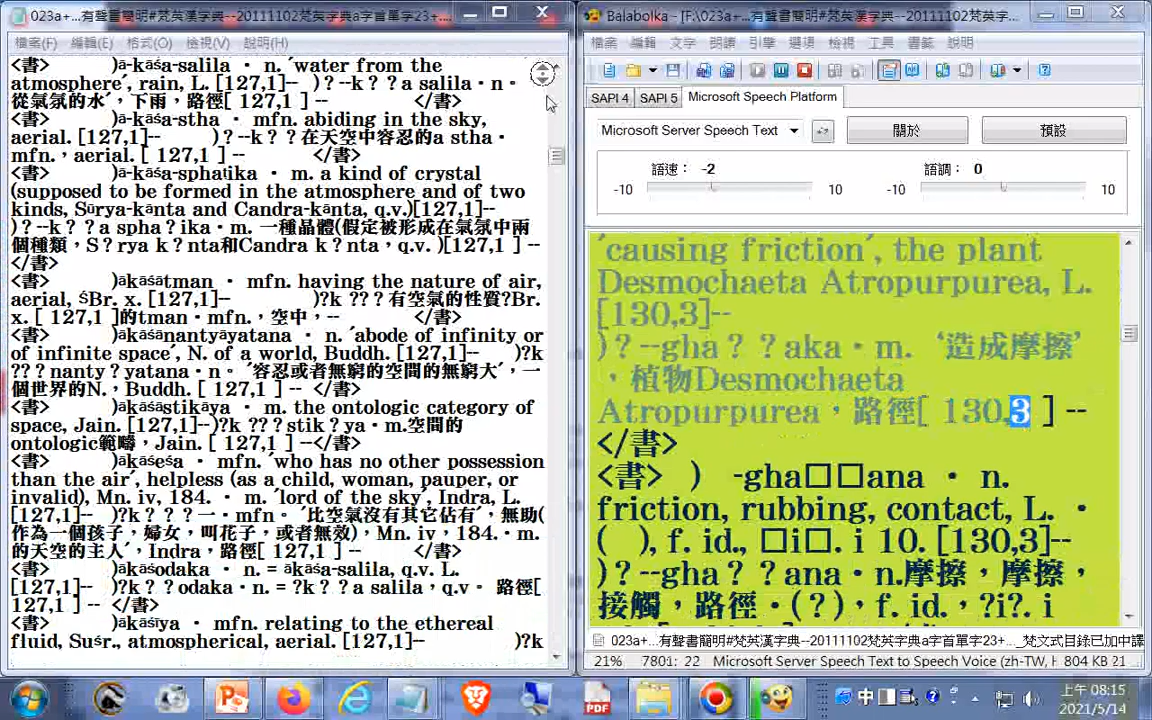 023a+...有聲書簡明#梵英漢字典--20111102梵英字典a字首單字23+...
檔案(F) 編輯(E) 格式(O) 檢視(V) 說明(H)
<書> )ā-kāśa-salila ‧ n. 'water from the
atmosphere', rain, L. [127,1]-- )?--k??a salila‧n‧
從氣氛的水’，下雨，路徑[ 127,1 ] -- </書>
<書> )ā-kāśa-stha ‧ mfn. abiding in the sky,
aerial. [127,1]-- )?--k??在天空中容忍的a stha‧
mfn.，aerial. [ 127,1 ] -- </書>
<書> )ā-kāśa-sphaṭika ‧ m. a kind of crystal
(supposed to be formed in the atmosphere and of two
kinds, Sūrya-kānta and Candra-kānta, q.v.)[127,1]--
)?--k??a spha?ika‧m. 一種晶體(假定被形成在氣氛中兩
個種類，S?rya k?nta和Candra k?nta，q.v. )[127,1 ] --
</書>
<書> )ākāśātman ‧ mfn. having the nature of air,
aerial, ŚBr. x. [127,1]-- )?k???有空氣的性質?Br.
x. [ 127,1 ]的tman‧mfn.，空中， </書>
<書> )ākāśānantyāyatana ‧ n. 'abode of infinity or
of infinite space', N. of a world, Buddh. [127,1]-- )?k
???nanty?yatana‧n。‘容忍或者無窮的空間的無窮大’，一
個世界的N.，Buddh. [ 127,1 ] -- </書>
<書> )ākāśāstikāya ‧ m. the ontologic category of
space, Jain. [127,1]--)?k???stik?ya‧m.空間的
ontologic範疇，Jain. [ 127,1 ] --</書>
<書> )ākāśeśa ‧ mfn. 'who has no other possession
than the air', helpless (as a child, woman, pauper, or
invalid), Mn. iv, 184. ‧ m. 'lord of the sky', Indra, L.
[127,1]-- )?k???一‧mfn。‘比空氣沒有其它佔有’，無助(
作為一個孩子，婦女，叫花子，或者無效)，Mn. iv，184.‧m.
的天空的主人’，Indra，路徑[ 127,1 ] -- </書>
<書> )ākāśodaka ‧ n. = ākāśa-salila, q.v. L.
[127,1]-- )?k??odaka‧n. = ?k??a salila，q.v。 路徑[
127,1 ] -- </書>
<書> )ākāśīya ‧ mfn. relating to the ethereal
fluid, Suśr., atmospherical, aerial. [127,1]-- )?k
Balabolka - [F:\023a+...有聲書簡明#梵英漢字典--20111102梵英字...
檔案 編輯 文字 朗讀 引擎 選項 檢視 工具 書籤 說明
SAPI 4 SAPI 5 Microsoft Speech Platform
Microsoft Server Speech Text 關於 預設
語速： -2 語調： 0
-10 10 -10 10
'causing friction', the plant
Desmochaeta Atropurpurea, L.
[130,3]--
)?--gha??aka‧m. ‘造成摩擦’
，植物Desmochaeta
Atropurpurea，路徑[ 130,3 ] --
</書>
<書> ) -gha□□ana ‧ n.
friction, rubbing, contact, L. ‧
( ), f. id., □i□. i 10. [130,3]--
)?--gha??ana‧n.摩擦，摩擦，
接觸，路徑‧(?)，f. id.，?i?. i
023a+...有聲書簡明#梵英漢字典--20111102梵英字典a字首單字23+..._梵文式目錄已加中譯
21% 7801: 22 Microsoft Server Speech Text to Speech Voice (zh-TW, H 804 KB 21
中
上午 08:15
2021/5/14